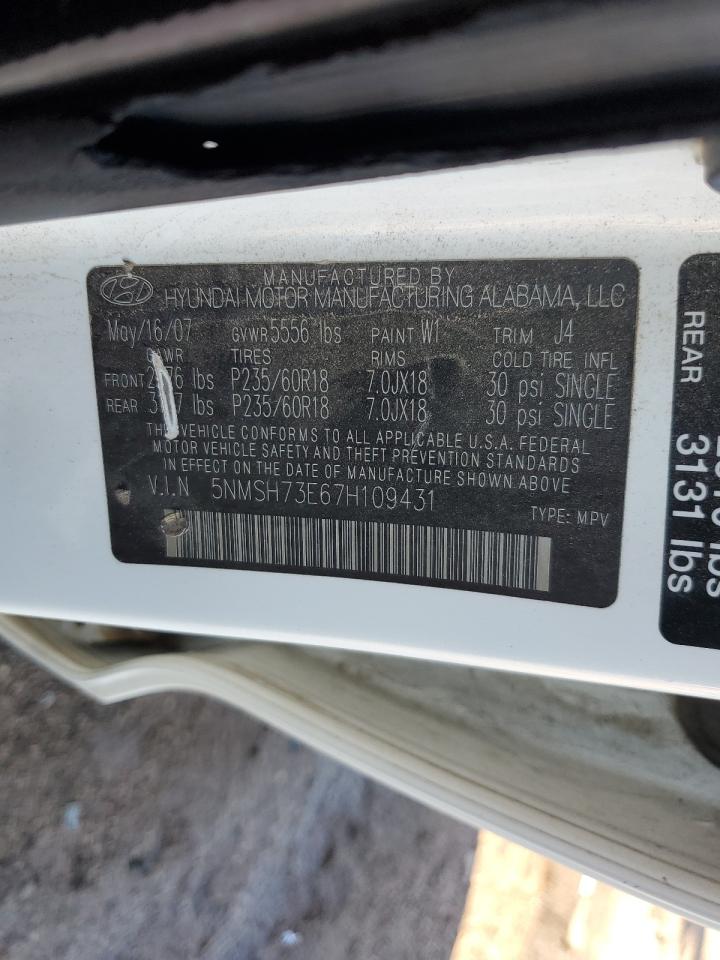 MANUFACTURED BY
HYUNDAI MOTOR MANUFACTURING ALABAMA, LLC
May/16/07 GVWR 5556 lbs PAINT W1 TRIM J4
TIRES RIMS COLD TIRE INFL
FRONT lbs P235/60R18 7.0JX18 30 psi SINGLE
REAR lbs P235/60R18 7.0JX18 30 psi SINGLE
THIS VEHICLE CONFORMS TO ALL APPLICABLE U.S.A. FEDERAL
MOTOR VEHICLE SAFETY AND THEFT PREVENTION STANDARDS
IN EFFECT ON THE DATE OF MANUFACTURE SHOWN ABOVE
V.I.N 5NMSH73E67H109431
TYPE: MPV
REAR
lbs
3131 lbs